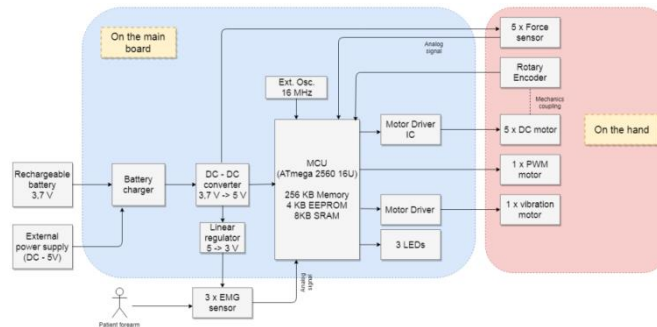 On the main
board
5 x Force
sensor
Analog
signal
Rotary
Encoder
Ext. Osc.
16 MHz
Mechanics
coupling
Motor Driver
IC
5 x DC motor
On the hand
MCU
(ATmega 2560 16U)
256 KB Memory
4 KB EEPROM
8KB SRAM
Rechargeable
battery
3,7 V
Battery
charger
DC - DC
converter
3,7 V -> 5 V
1 x PWM
motor
Motor Driver
1 x vibration
motor
External
power supply
(DC - 5V)
Linear
regulator
5 -> 3 V
3 LEDs
3 x EMG
sensor
Analog
signal
Patient forearm